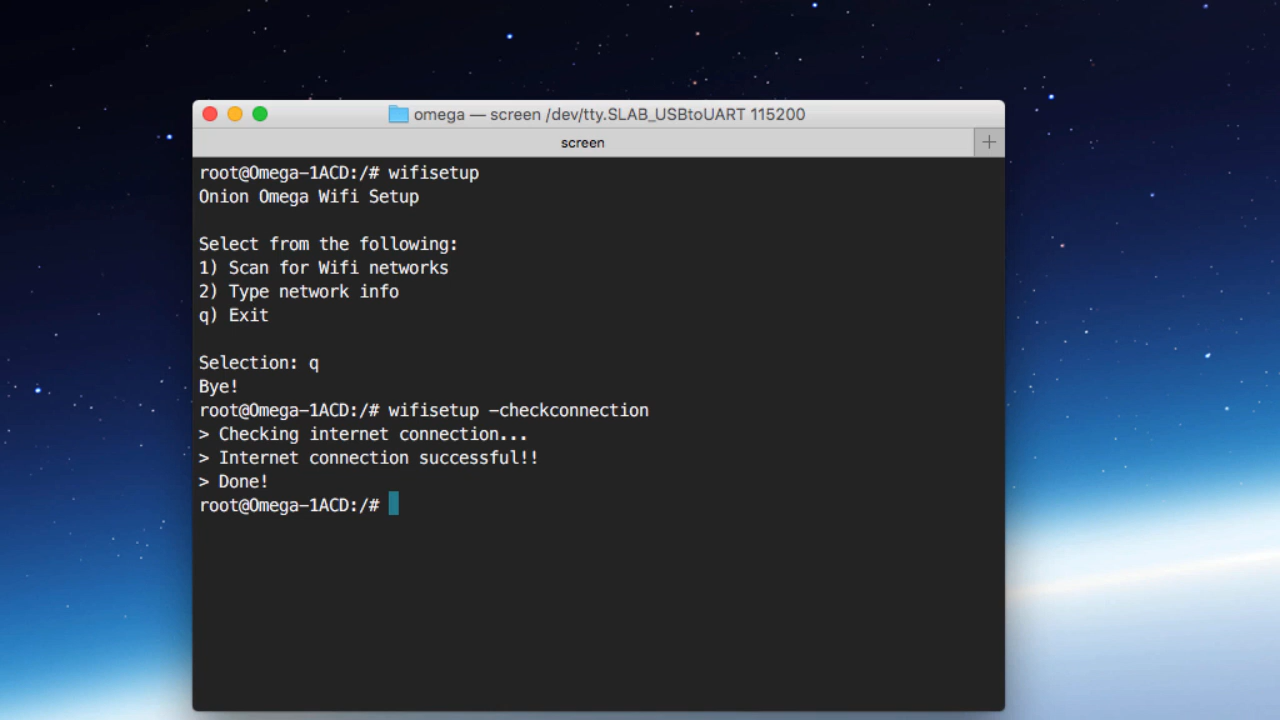 omega — screen /dev/tty.SLAB_USBtoUART 115200
screen
root@Omega-1ACD:/# wifisetup
Onion Omega Wifi Setup
Select from the following:
1) Scan for Wifi networks
2) Type network info
q) Exit
Selection: q
Bye!
root@Omega-1ACD:/# wifisetup -checkconnection
> Checking internet connection...
> Internet connection successful!!
> Done!
root@Omega-1ACD:/#